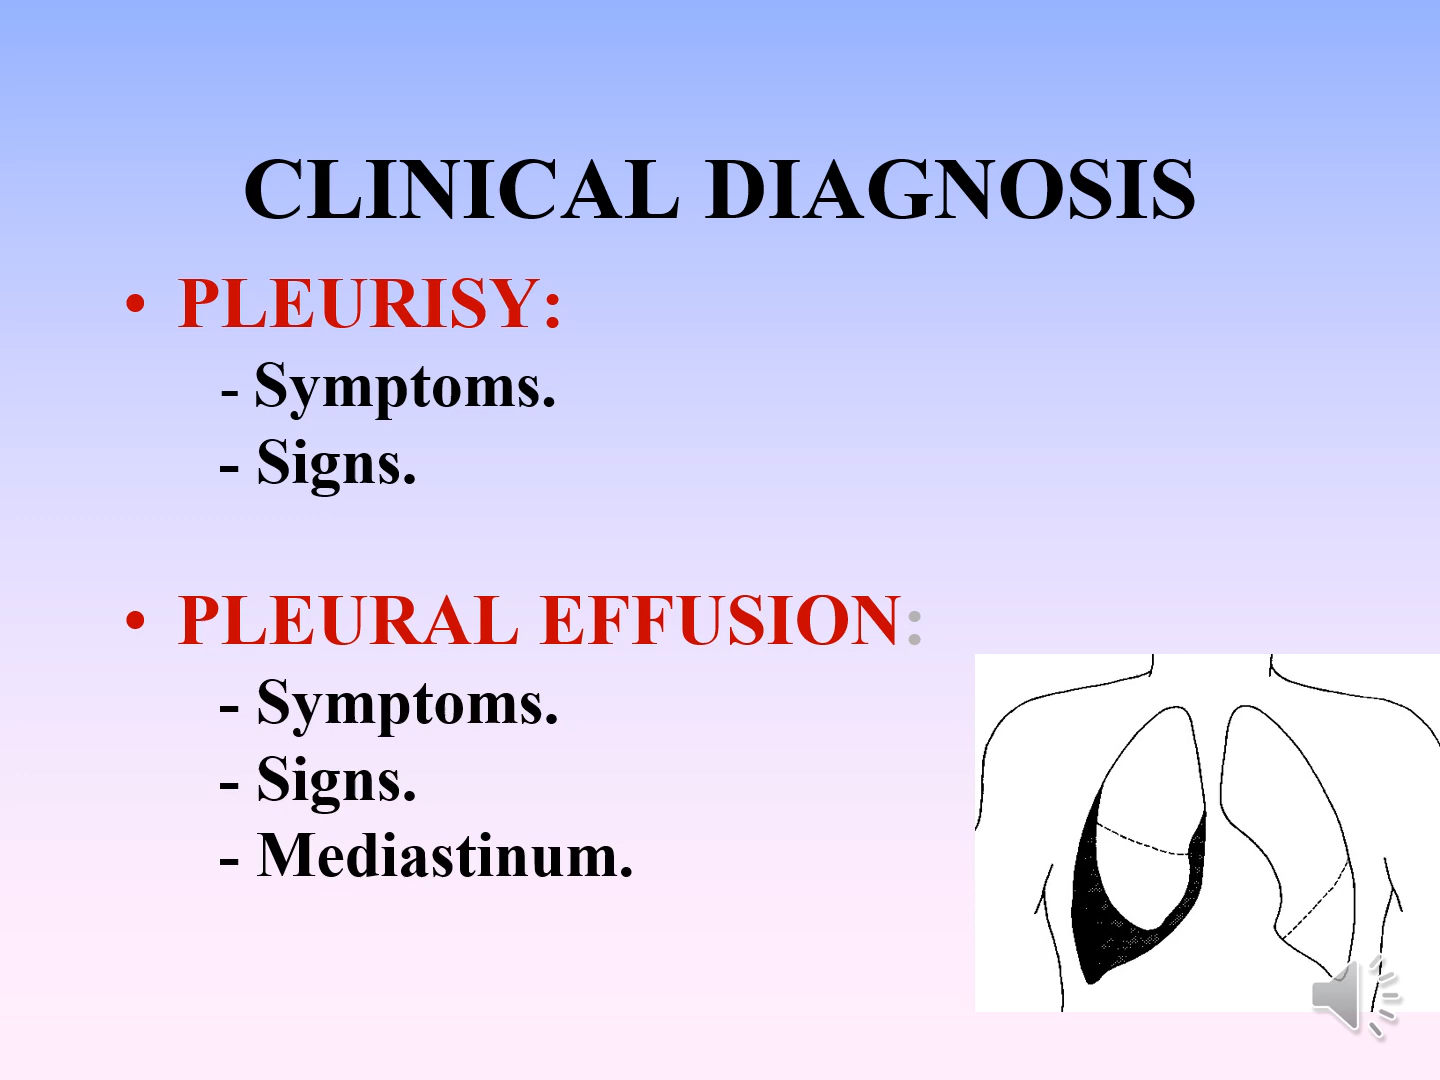 CLINICAL DIAGNOSIS
• PLEURISY:
- Symptoms.
- Signs.
• PLEURAL EFFUSION:
- Symptoms.
- Signs.
- Mediastinum.